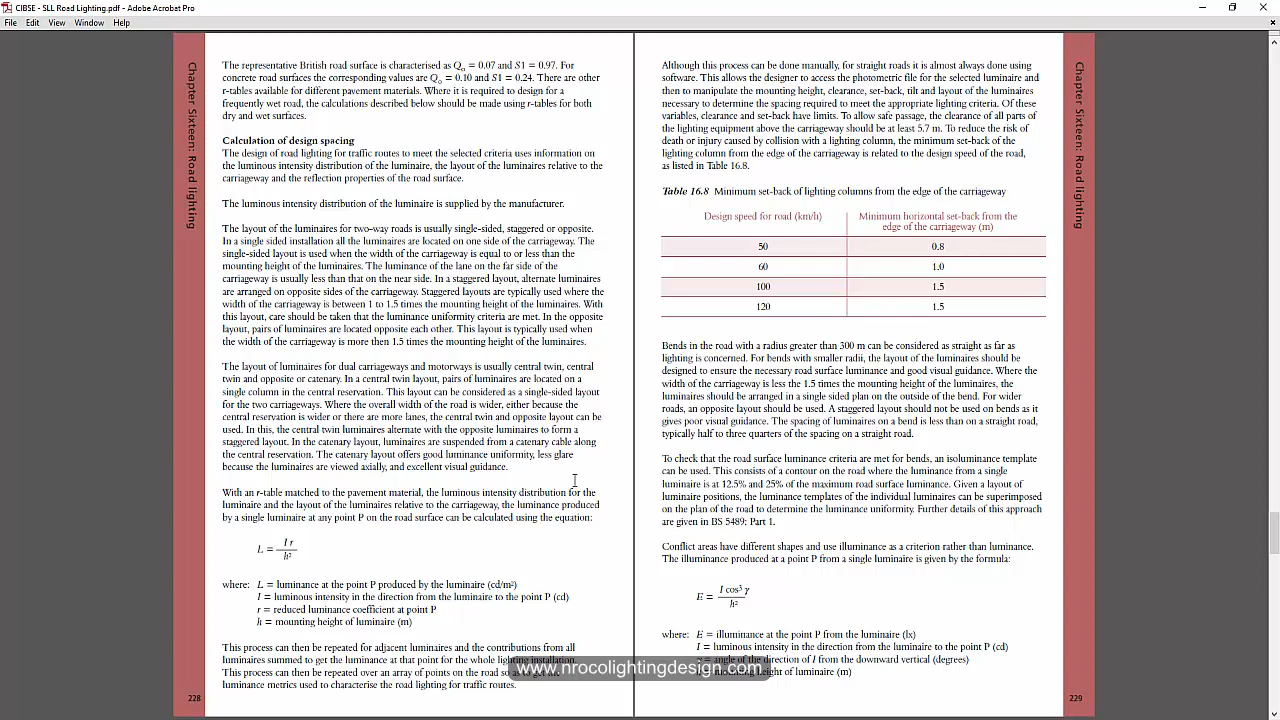 CIBSE - SLL Road Lighting.pdf - Adobe Acrobat Pro
File Edit View Window Help
Chapter Sixteen: Road lighting
The representative British road surface is characterised as Qo = 0.07 and S1 = 0.97. For
concrete road surfaces the corresponding values are Qo = 0.10 and S1 = 0.24. There are other
r-tables available for different pavement materials. Where it is required to design for a
frequently wet road, the calculations described below should be made using r-tables for both
dry and wet surfaces.
Calculation of design spacing
The design of road lighting for traffic routes to meet the selected criteria uses information on
the luminous intensity distribution of the luminaire, the layout of the luminaires relative to the
carriageway and the reflection properties of the road surface.
The luminous intensity distribution of the luminaire is supplied by the manufacturer.
The layout of the luminaires for two-way roads is usually single-sided, staggered or opposite.
In a single sided installation all the luminaires are located on one side of the carriageway. The
single-sided layout is used when the width of the carriageway is equal to or less than the
mounting height of the luminaires. The luminance of the lane on the far side of the
carriageway is usually less than that on the near side. In a staggered layout, alternate luminaires
are arranged on opposite sides of the carriageway. Staggered layouts are typically used where the
width of the carriageway is between 1 to 1.5 times the mounting height of the luminaires. With
this layout, care should be taken that the luminance uniformity criteria are met. In the opposite
layout, pairs of luminaires are located opposite each other. This layout is typically used when
the width of the carriageway is more then 1.5 times the mounting height of the luminaires.
The layout of luminaires for dual carriageways and motorways is usually central twin, central
twin and opposite or catenary. In a central twin layout, pairs of luminaires are located on a
single column in the central reservation. This layout can be considered as a single-sided layout
for the two carriageways. Where the overall width of the road is wider, either because the
central reservation is wider or there are more lanes, the central twin and opposite layout can be
used. In this, the central twin luminaires alternate with the opposite luminaires to form a
staggered layout. In the catenary layout, luminaires are suspended from a catenary cable along
the central reservation. The catenary layout offers good luminance uniformity, less glare
because the luminaires are viewed axially, and excellent visual guidance.
With an r-table matched to the pavement material, the luminous intensity distribution for the
luminaire and the layout of the luminaires relative to the carriageway, the luminance produced
by a single luminaire at any point P on the road surface can be calculated using the equation:
L = I r / h²
where: L = luminance at the point P produced by the luminaire (cd/m²)
I = luminous intensity in the direction from the luminaire to the point P (cd)
r = reduced luminance coefficient at point P
h = mounting height of luminaire (m)
This process can then be repeated for adjacent luminaires and the contributions from all
luminaires summed to get the luminance at that point for the whole lighting installation.
This process can then be repeated over an array of points on the road so as to get the
luminance metrics used to characterise the road lighting for traffic routes.
228
Although this process can be done manually, for straight roads it is almost always done using
software. This allows the designer to access the photometric file for the selected luminaire and
then to manipulate the mounting height, clearance, set-back, tilt and layout of the luminaires
necessary to determine the spacing required to meet the appropriate lighting criteria. Of these
variables, clearance and set-back have limits. To allow safe passage, the clearance of all parts of
the lighting equipment above the carriageway should be at least 5.7 m. To reduce the risk of
death or injury caused by collision with a lighting column, the minimum set-back of the
lighting column from the edge of the carriageway is related to the design speed of the road,
as listed in Table 16.8.
Table 16.8 Minimum set-back of lighting columns from the edge of the carriageway
Design speed for road (km/h) Minimum horizontal set-back from the
edge of the carriageway (m)
50 0.8
60 1.0
100 1.5
120 1.5
Bends in the road with a radius greater than 300 m can be considered as straight as far as
lighting is concerned. For bends with smaller radii, the layout of the luminaires should be
designed to ensure the necessary road surface luminance and good visual guidance. Where the
width of the carriageway is less the 1.5 times the mounting height of the luminaires, the
luminaires should be arranged in a single sided plan on the outside of the bend. For wider
roads, an opposite layout should be used. A staggered layout should not be used on bends as it
gives poor visual guidance. The spacing of luminaires on a bend is less than on a straight road,
typically half to three quarters of the spacing on a straight road.
To check that the road surface luminance criteria are met for bends, an isoluminance template
can be used. This consists of a contour on the road where the luminance from a single
luminaire is at 12.5% and 25% of the maximum road surface luminance. Given a layout of
luminaire positions, the luminance templates of the individual luminaires can be superimposed
on the plan of the road to determine the luminance uniformity. Further details of this approach
are given in BS 5489: Part 1.
Conflict areas have different shapes and use illuminance as a criterion rather than luminance.
The illuminance produced at a point P from a single luminaire is given by the formula:
E = I cos³ γ / h²
where: E = illuminance at the point P from the luminaire (lx)
I = luminous intensity in the direction from the luminaire to the point P (cd)
γ = angle of the direction of I from the downward vertical (degrees)
h = mounting height of luminaire (m)
229
Chapter Sixteen: Road lighting
www.nrocolightingdesign.com